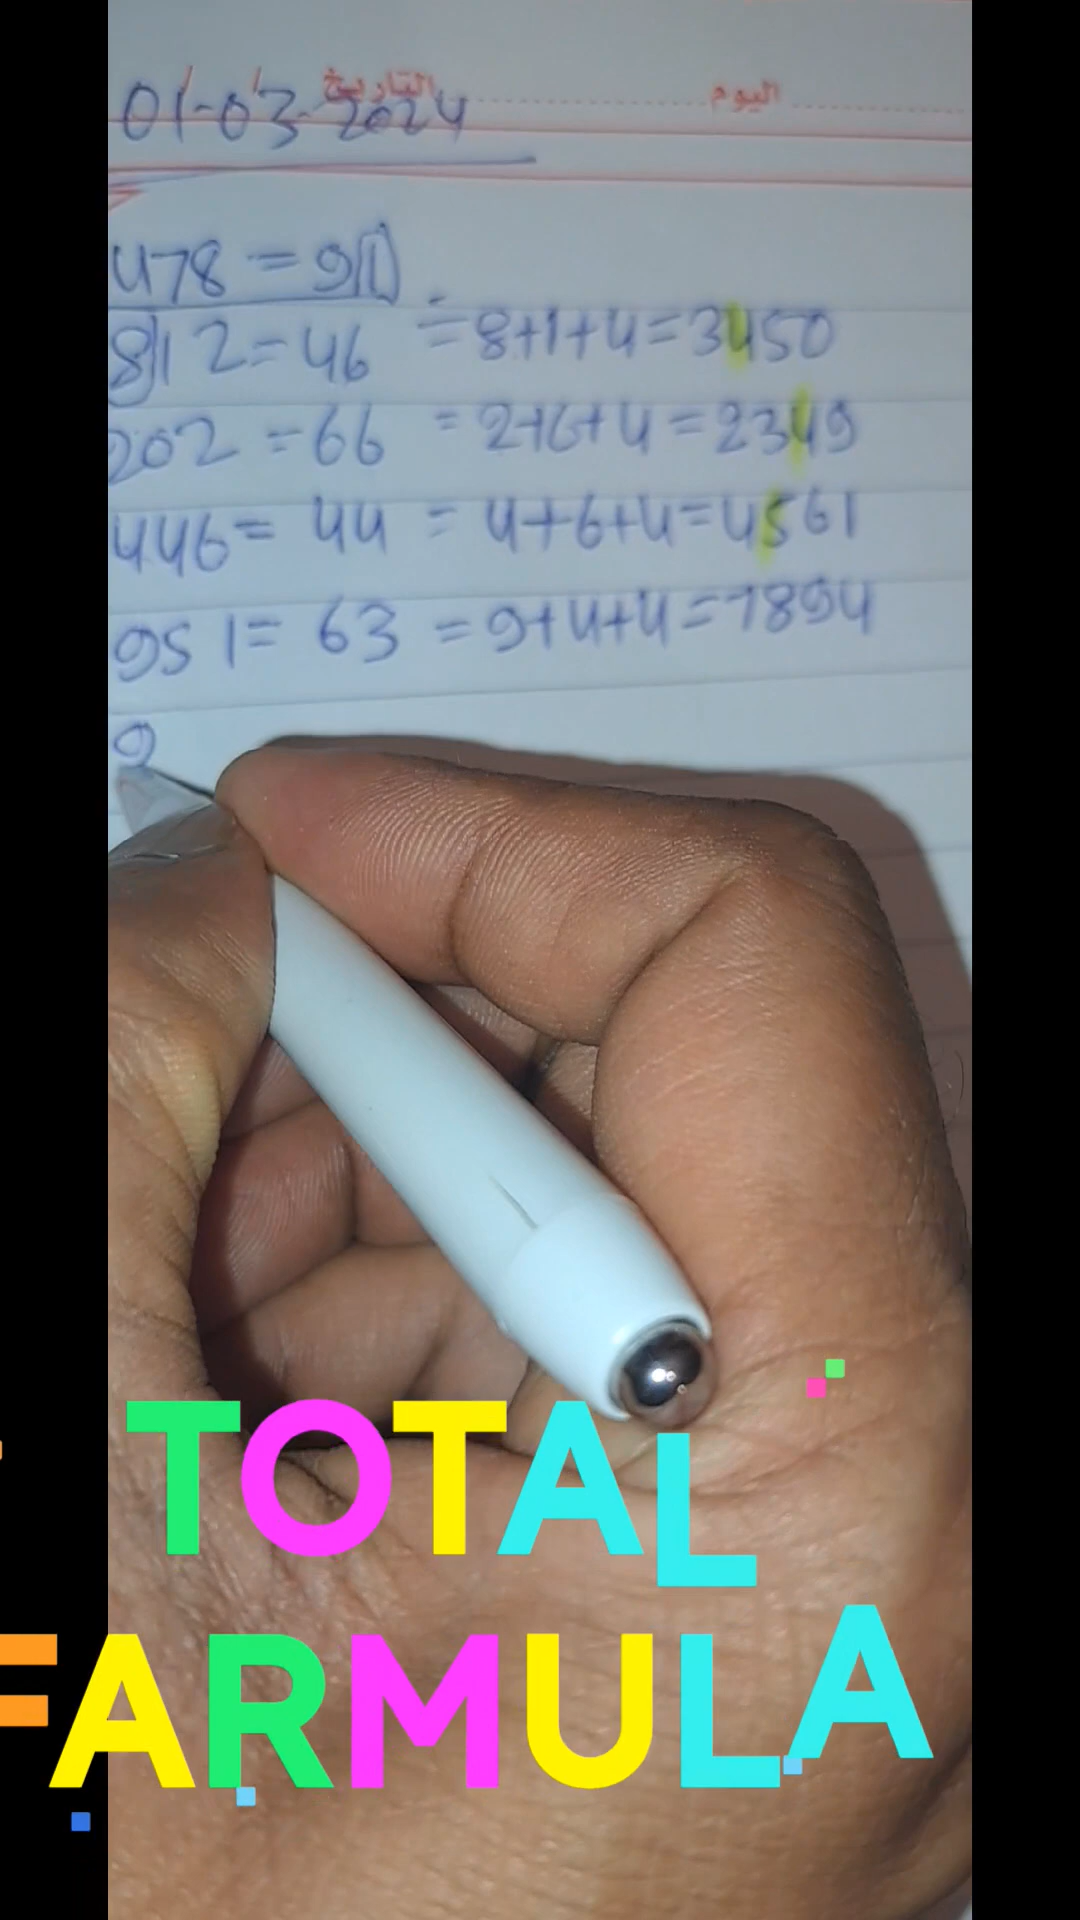 اليوم التاريخ
01-03-2024
478 = 91
812 = 46 = 8+1+4=3450
202 = 66 = 2+6+4=2349
446= 44 = 4+6+4=4561
951= 63 = 9+4+4=7894
9
TOTAL
FARMULA